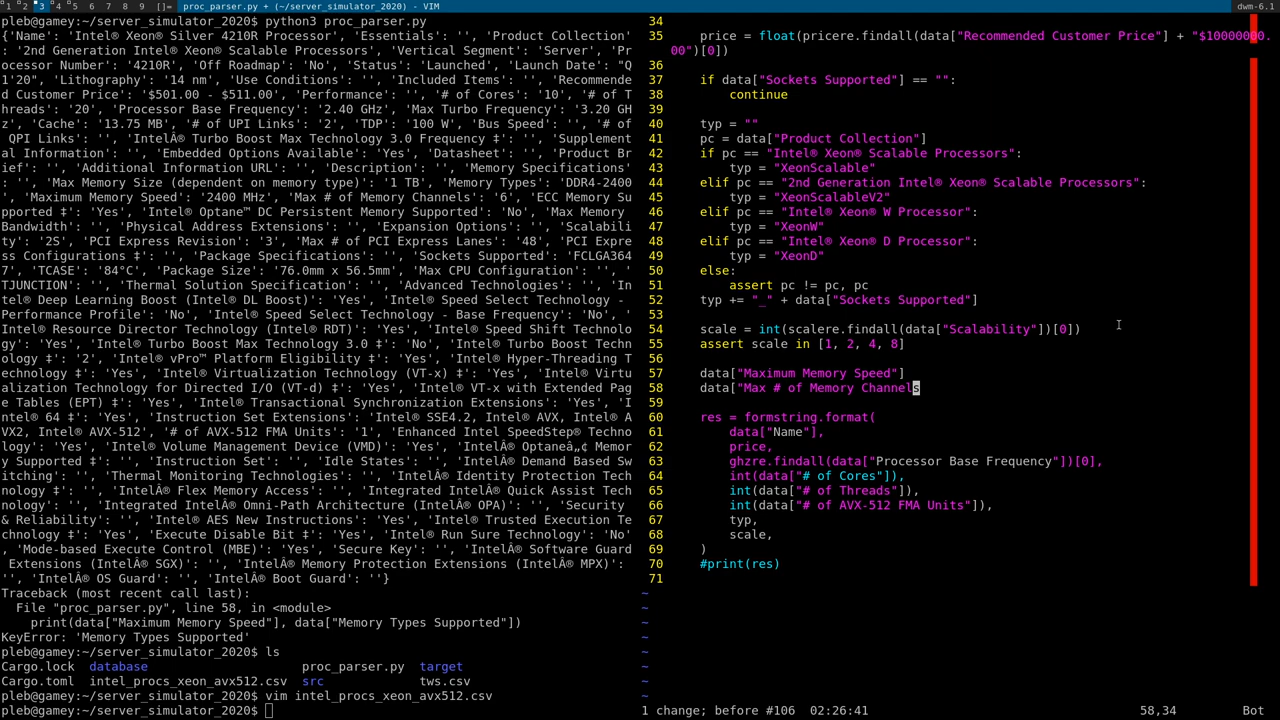 1 2 3 4 5 6 7 8 9 []= proc_parser.py + (~/server_simulator_2020) - VIM dwm-6.1
pleb@gamey:~/server_simulator_2020$ python3 proc_parser.py
{'Name': 'Intel® Xeon® Silver 4210R Processor', 'Essentials': '', 'Product Collection'
: '2nd Generation Intel® Xeon® Scalable Processors', 'Vertical Segment': 'Server', 'Pr
ocessor Number': '4210R', 'Off Roadmap': 'No', 'Status': 'Launched', 'Launch Date': "Q
1'20", 'Lithography': '14 nm', 'Use Conditions': '', 'Included Items': '', 'Recommende
d Customer Price': '$501.00 - $511.00', 'Performance': '', '# of Cores': '10', '# of T
hreads': '20', 'Processor Base Frequency': '2.40 GHz', 'Max Turbo Frequency': '3.20 GH
z', 'Cache': '13.75 MB', '# of UPI Links': '2', 'TDP': '100 W', 'Bus Speed': '', '# of
 QPI Links': '', 'IntelÂ® Turbo Boost Max Technology 3.0 Frequency ‡': '', 'Supplement
al Information': '', 'Embedded Options Available': 'Yes', 'Datasheet': '', 'Product Br
ief': '', 'Additional Information URL': '', 'Description': '', 'Memory Specifications'
: '', 'Max Memory Size (dependent on memory type)': '1 TB', 'Memory Types': 'DDR4-2400
', 'Maximum Memory Speed': '2400 MHz', 'Max # of Memory Channels': '6', 'ECC Memory Su
pported ‡': 'Yes', 'Intel® Optane™ DC Persistent Memory Supported': 'No', 'Max Memory
Bandwidth': '', 'Physical Address Extensions': '', 'Expansion Options': '', 'Scalabili
ty': '2S', 'PCI Express Revision': '3', 'Max # of PCI Express Lanes': '48', 'PCI Expre
ss Configurations ‡': '', 'Package Specifications': '', 'Sockets Supported': 'FCLGA364
7', 'TCASE': '84°C', 'Package Size': '76.0mm x 56.5mm', 'Max CPU Configuration': '', '
TJUNCTION': '', 'Thermal Solution Specification': '', 'Advanced Technologies': '', 'In
tel® Deep Learning Boost (Intel® DL Boost)': 'Yes', 'Intel® Speed Select Technology -
Performance Profile': 'No', 'Intel® Speed Select Technology - Base Frequency': 'No', '
Intel® Resource Director Technology (Intel® RDT)': 'Yes', 'Intel® Speed Shift Technolo
gy': 'Yes', 'Intel® Turbo Boost Max Technology 3.0 ‡': 'No', 'Intel® Turbo Boost Techn
ology ‡': '2', 'Intel® vPro™ Platform Eligibility ‡': 'Yes', 'Intel® Hyper-Threading T
echnology ‡': 'Yes', 'Intel® Virtualization Technology (VT-x) ‡': 'Yes', 'Intel® Virtu
alization Technology for Directed I/O (VT-d) ‡': 'Yes', 'Intel® VT-x with Extended Pag
e Tables (EPT) ‡': 'Yes', 'Intel® Transactional Synchronization Extensions': 'Yes', 'I
ntel® 64 ‡': 'Yes', 'Instruction Set Extensions': 'Intel® SSE4.2, Intel® AVX, Intel® A
VX2, Intel® AVX-512', '# of AVX-512 FMA Units': '1', 'Enhanced Intel SpeedStep® Techno
logy': 'Yes', 'Intel® Volume Management Device (VMD)': 'Yes', 'IntelÂ® Optaneâ„¢ Memor
y Supported ‡': '', 'Instruction Set': '', 'Idle States': '', 'IntelÂ® Demand Based Sw
itching': '', 'Thermal Monitoring Technologies': '', 'IntelÂ® Identity Protection Tech
nology ‡': '', 'IntelÂ® Flex Memory Access': '', 'Integrated IntelÂ® Quick Assist Tech
nology': '', 'Integrated IntelÂ® Omni-Path Architecture (IntelÂ® OPA)': '', 'Security
& Reliability': '', 'Intel® AES New Instructions': 'Yes', 'Intel® Trusted Execution Te
chnology ‡': 'Yes', 'Execute Disable Bit ‡': 'Yes', 'Intel® Run Sure Technology': 'No'
, 'Mode-based Execute Control (MBE)': 'Yes', 'Secure Key': '', 'IntelÂ® Software Guard
 Extensions (IntelÂ® SGX)': '', 'IntelÂ® Memory Protection Extensions (IntelÂ® MPX)':
'', 'IntelÂ® OS Guard': '', 'IntelÂ® Boot Guard': ''}
Traceback (most recent call last):
  File "proc_parser.py", line 58, in <module>
    print(data["Maximum Memory Speed"], data["Memory Types Supported"])
KeyError: 'Memory Types Supported'
pleb@gamey:~/server_simulator_2020$ ls
Cargo.lock  database                      proc_parser.py  target
Cargo.toml  intel_procs_xeon_avx512.csv  src             tws.csv
pleb@gamey:~/server_simulator_2020$ vim intel_procs_xeon_avx512.csv
pleb@gamey:~/server_simulator_2020$
34
35     price = float(pricere.findall(data["Recommended Customer Price"] + "$10000000.
00")[0])
36
37     if data["Sockets Supported"] == "":
38         continue
39
40     typ = ""
41     pc = data["Product Collection"]
42     if pc == "Intel® Xeon® Scalable Processors":
43         typ = "XeonScalable"
44     elif pc == "2nd Generation Intel® Xeon® Scalable Processors":
45         typ = "XeonScalableV2"
46     elif pc == "Intel® Xeon® W Processor":
47         typ = "XeonW"
48     elif pc == "Intel® Xeon® D Processor":
49         typ = "XeonD"
50     else:
51         assert pc != pc, pc
52     typ += "_" + data["Sockets Supported"]
53
54     scale = int(scalere.findall(data["Scalability"])[0])
55     assert scale in [1, 2, 4, 8]
56
57     data["Maximum Memory Speed"]
58     data["Max # of Memory Channels
59
60     res = formstring.format(
61         data["Name"],
62         price,
63         ghzre.findall(data["Processor Base Frequency"])[0],
64         int(data["# of Cores"]),
65         int(data["# of Threads"]),
66         int(data["# of AVX-512 FMA Units"]),
67         typ,
68         scale,
69     )
70     #print(res)
71
~
~
~
~
~
~
~
~
1 change; before #106  02:26:41 58,34 Bot